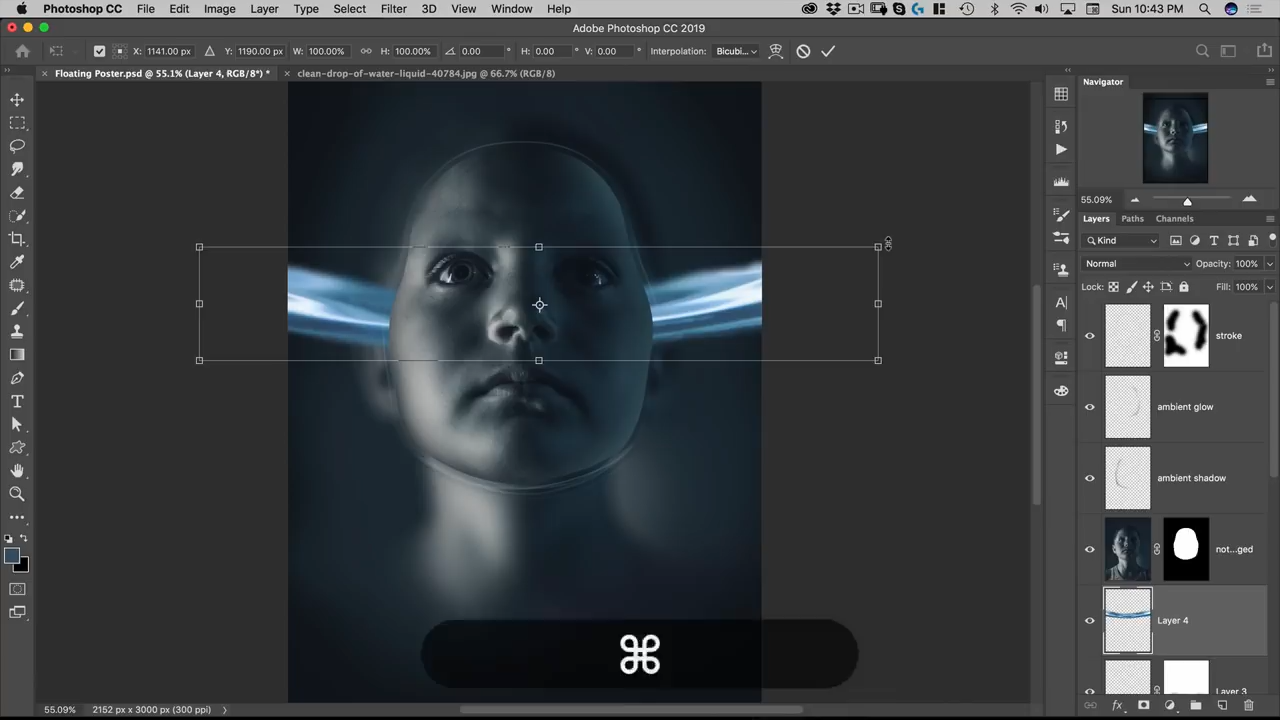 Photoshop CC File Edit Image Layer Type Select Filter 3D View Window Help Sun 10:43 PM
Adobe Photoshop CC 2019
X: 1141.00 px Y: 1190.00 px W: 100.00% H: 100.00% 0.00 ° H: 0.00 ° V: 0.00 ° Interpolation: Bicubi...
× Floating Poster.psd @ 55.1% (Layer 4, RGB/8*) * × clean-drop-of-water-liquid-40784.jpg @ 66.7% (RGB/8)
Navigator
55.09%
Layers Paths Channels
Kind
Normal Opacity: 100%
Lock: Fill: 100%
stroke
ambient glow
ambient shadow
not...ged
Layer 4
Layer 3
⌘
55.09% 2152 px x 3000 px (300 ppi)
fx